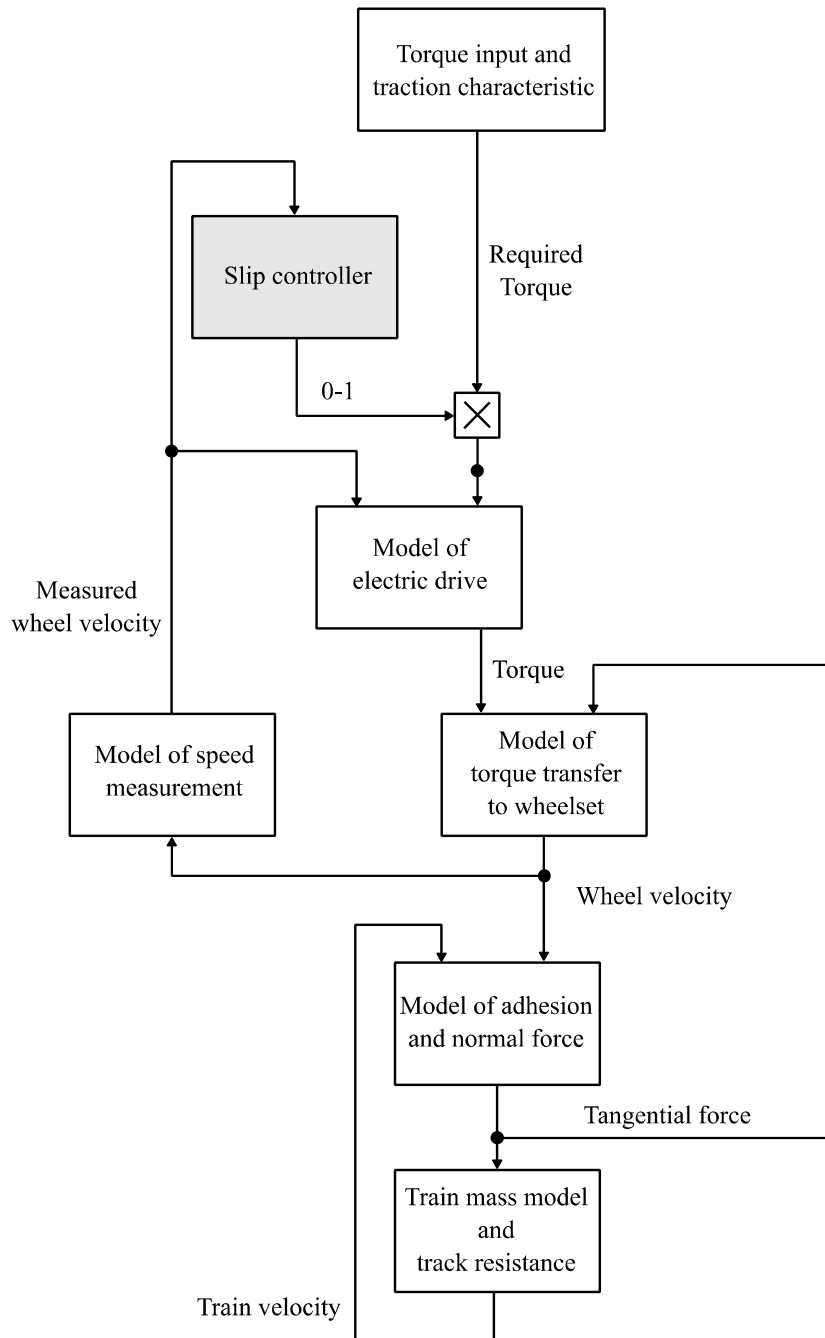 Torque input and
traction characteristic
Slip controller
Required
Torque
0-1
Model of
electric drive
Measured
wheel velocity
Torque
Model of speed
measurement
Model of
torque transfer
to wheelset
Wheel velocity
Model of adhesion
and normal force
Tangential force
Train mass model
and
track resistance
Train velocity